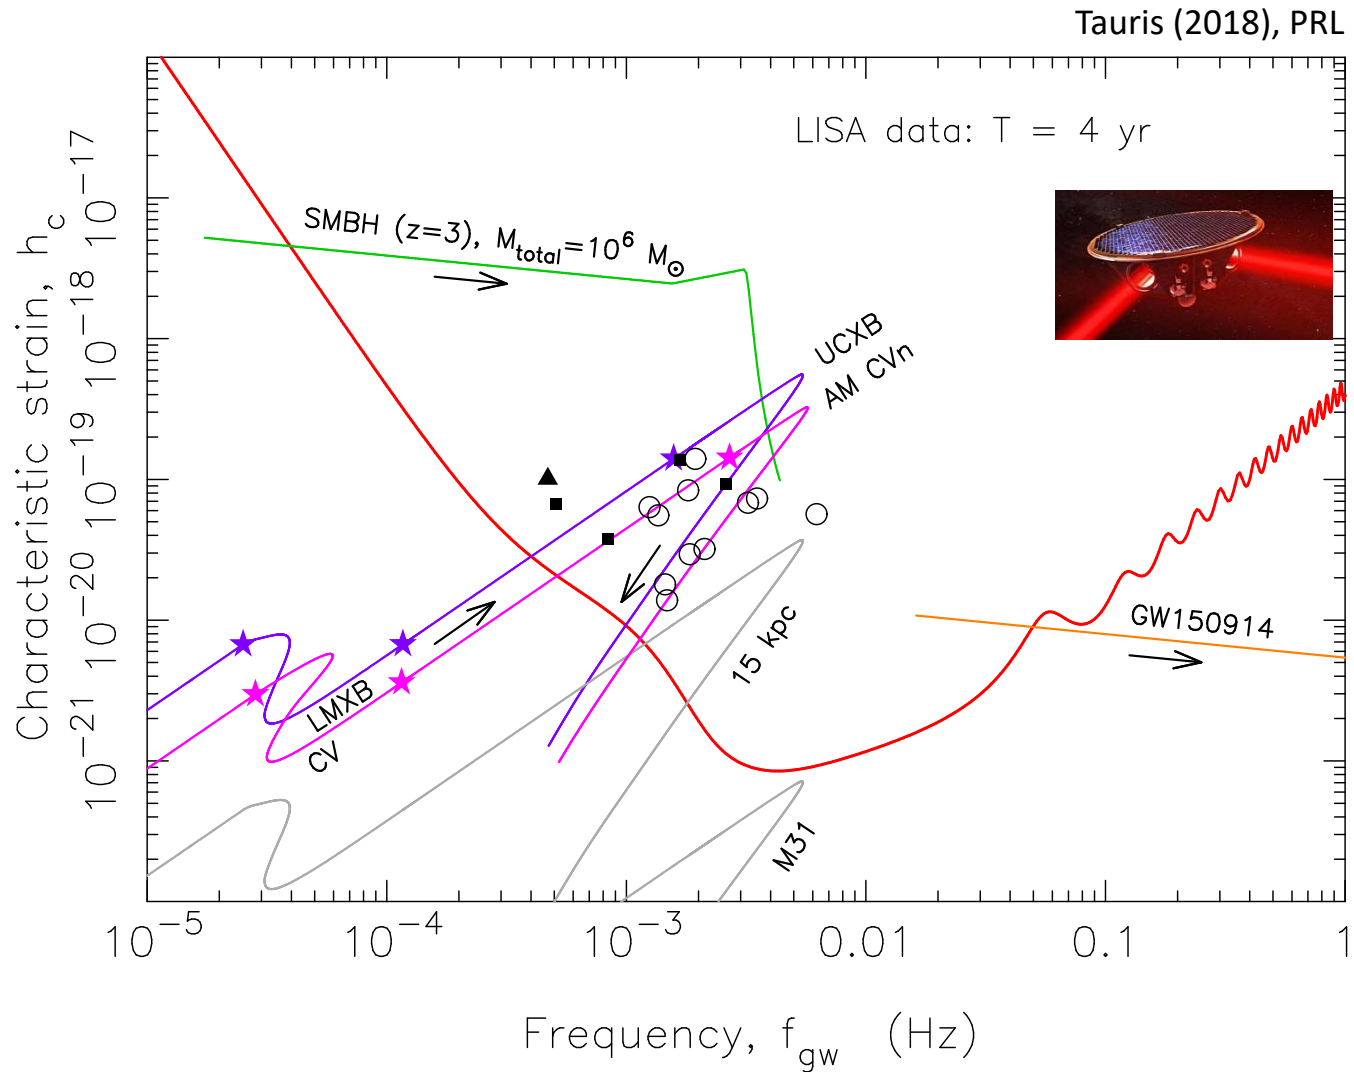 Tauris (2018), PRL
LISA data: T = 4 yr
SMBH (z=3), M_total=10^6 M_⊙
UCXB
AM CVn
LMXB
CV
15 kpc
M31
GW150914
Characteristic strain, h_c
10^-17
10^-18
10^-19
10^-20
10^-21
10^-5
10^-4
10^-3
0.01
0.1
1
Frequency, f_gw (Hz)